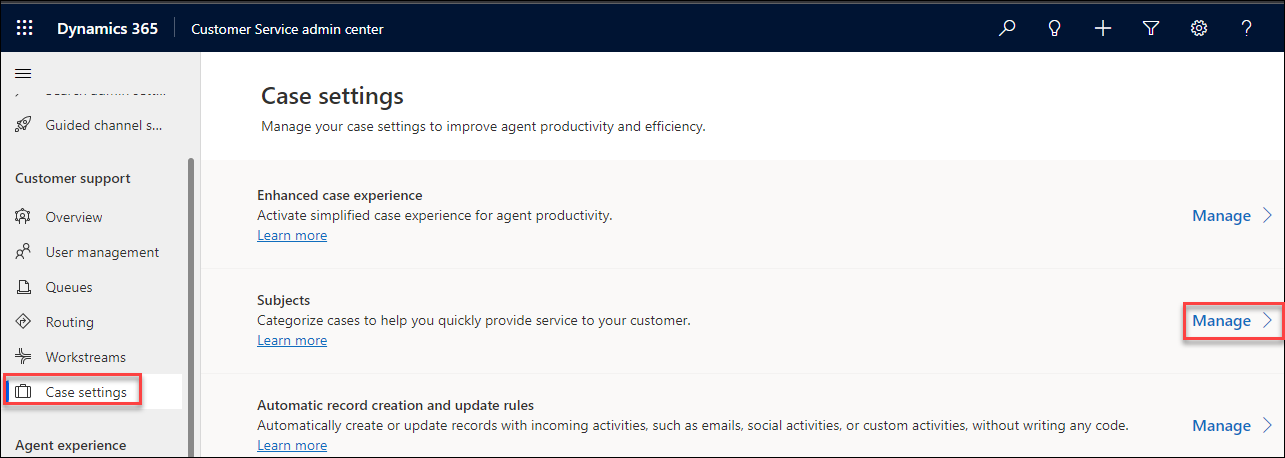 Dynamics 365
Customer Service admin center
Guided channel s...
Customer support
Overview
User management
Queues
Routing
Workstreams
Case settings
Agent experience
Case settings
Manage your case settings to improve agent productivity and efficiency.
Enhanced case experience
Activate simplified case experience for agent productivity.
Learn more
Manage
Subjects
Categorize cases to help you quickly provide service to your customer.
Learn more
Manage
Automatic record creation and update rules
Automatically create or update records with incoming activities, such as emails, social activities, or custom activities, without writing any code.
Learn more
Manage